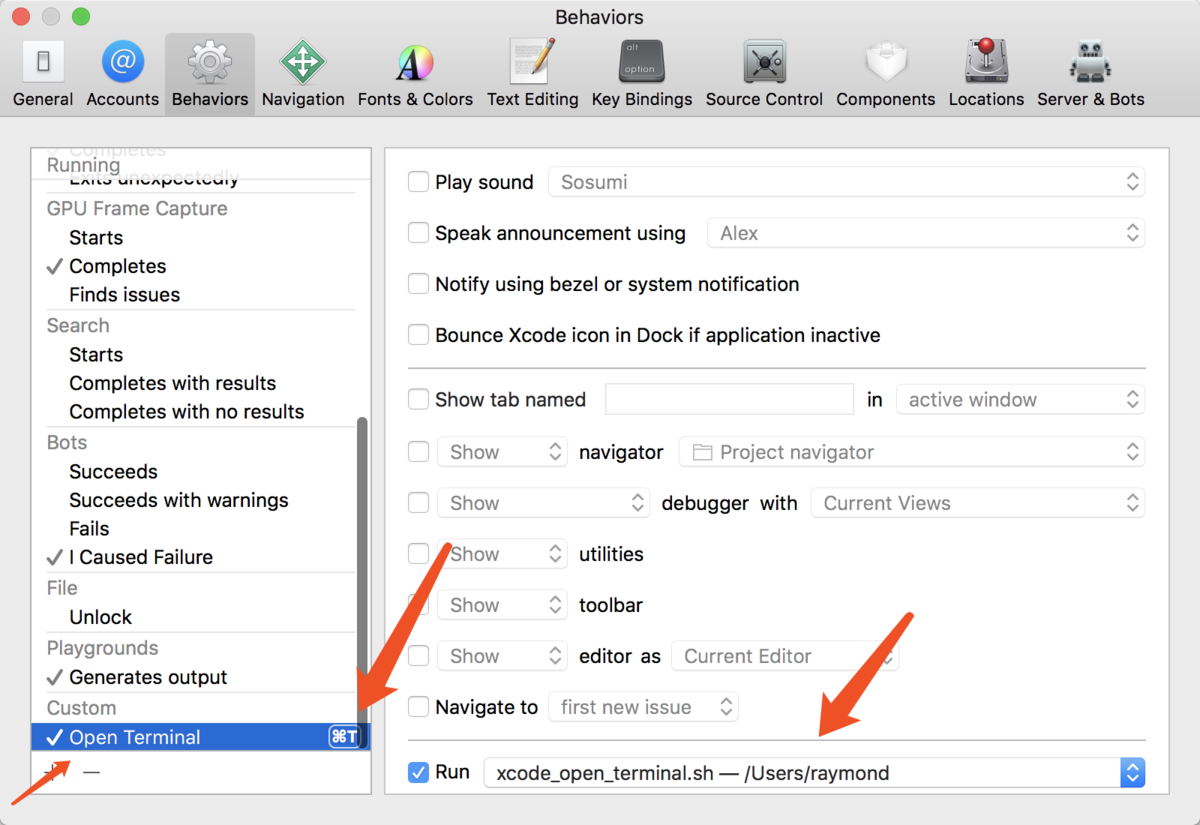 Behaviors
General Accounts Behaviors Navigation Fonts & Colors Text Editing alt option Key Bindings Source Control Components Locations Server & Bots
Completes
Running
Exits unexpectedly
GPU Frame Capture
Starts
Completes
Finds issues
Search
Starts
Completes with results
Completes with no results
Bots
Succeeds
Succeeds with warnings
Fails
I Caused Failure
File
Unlock
Playgrounds
Generates output
Custom
Open Terminal ⌘T
Play sound Sosumi
Speak announcement using Alex
Notify using bezel or system notification
Bounce Xcode icon in Dock if application inactive
Show tab named in active window
Show navigator Project navigator
Show debugger with Current Views
Show utilities
Show toolbar
Show editor as Current Editor
Navigate to first new issue
Run xcode_open_terminal.sh — /Users/raymond